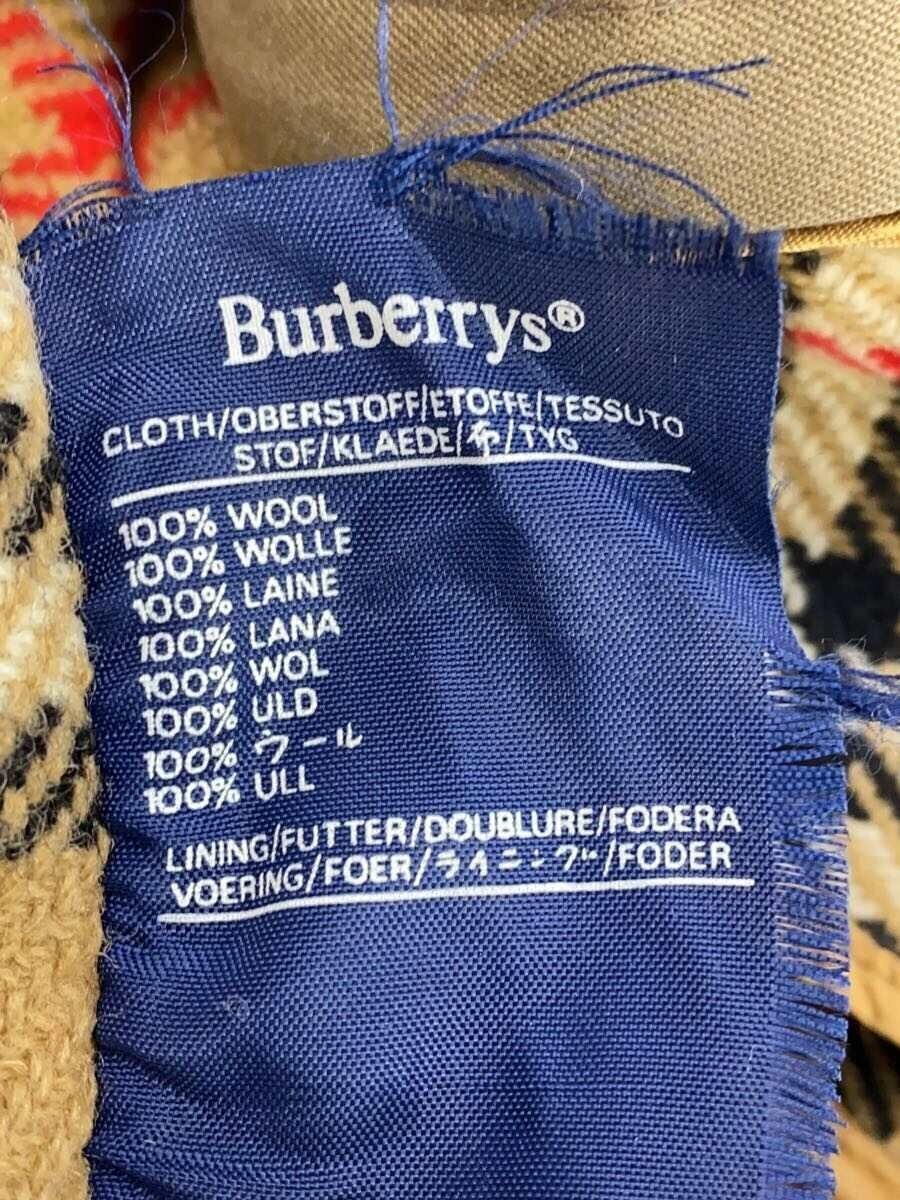 Burberrys®
CLOTH/OBERSTOFF/ETOFFE/TESSUTO
STOF/KLAEDE/布/TYG
100% WOOL
100% WOLLE
100% LAINE
100% LANA
100% WOL
100% ULD
100% ウール
100% ULL
LINING/FUTTER/DOUBLURE/FODERA
VOERING/FOER/ライニング/FODER